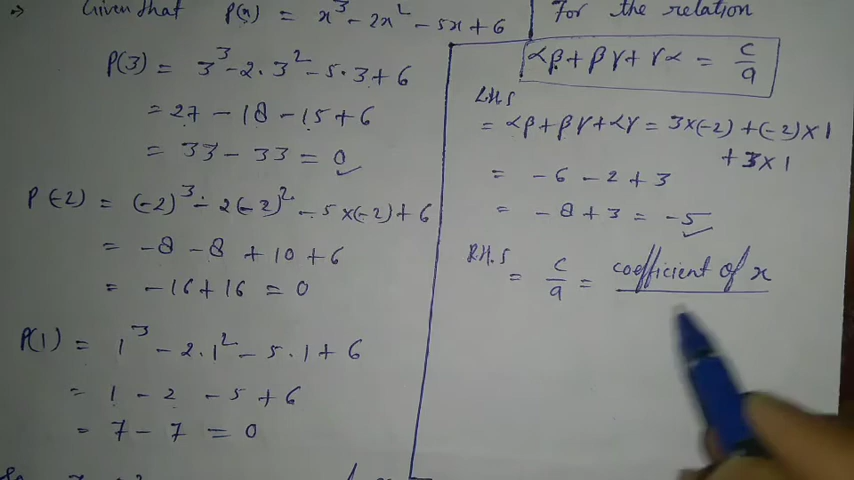 ⇒ Given that P(x) = x³ - 2x² - 5x + 6
P(3) = 3³ - 2·3² - 5·3 + 6
= 27 - 18 - 15 + 6
= 33 - 33 = 0 ✓
P(-2) = (-2)³ - 2(-2)² - 5×(-2) + 6
= -8 - 8 + 10 + 6
= -16 + 16 = 0
P(1) = 1³ - 2·1² - 5·1 + 6
= 1 - 2 - 5 + 6
= 7 - 7 = 0
For the relation
αβ + βγ + γα = c/a
L.H.S
= αβ + βγ + αγ = 3×(-2) + (-2)×1
+ 3×1
= -6 - 2 + 3
= -8 + 3 = -5 ✓
R.H.S
= c/a = coefficient of x